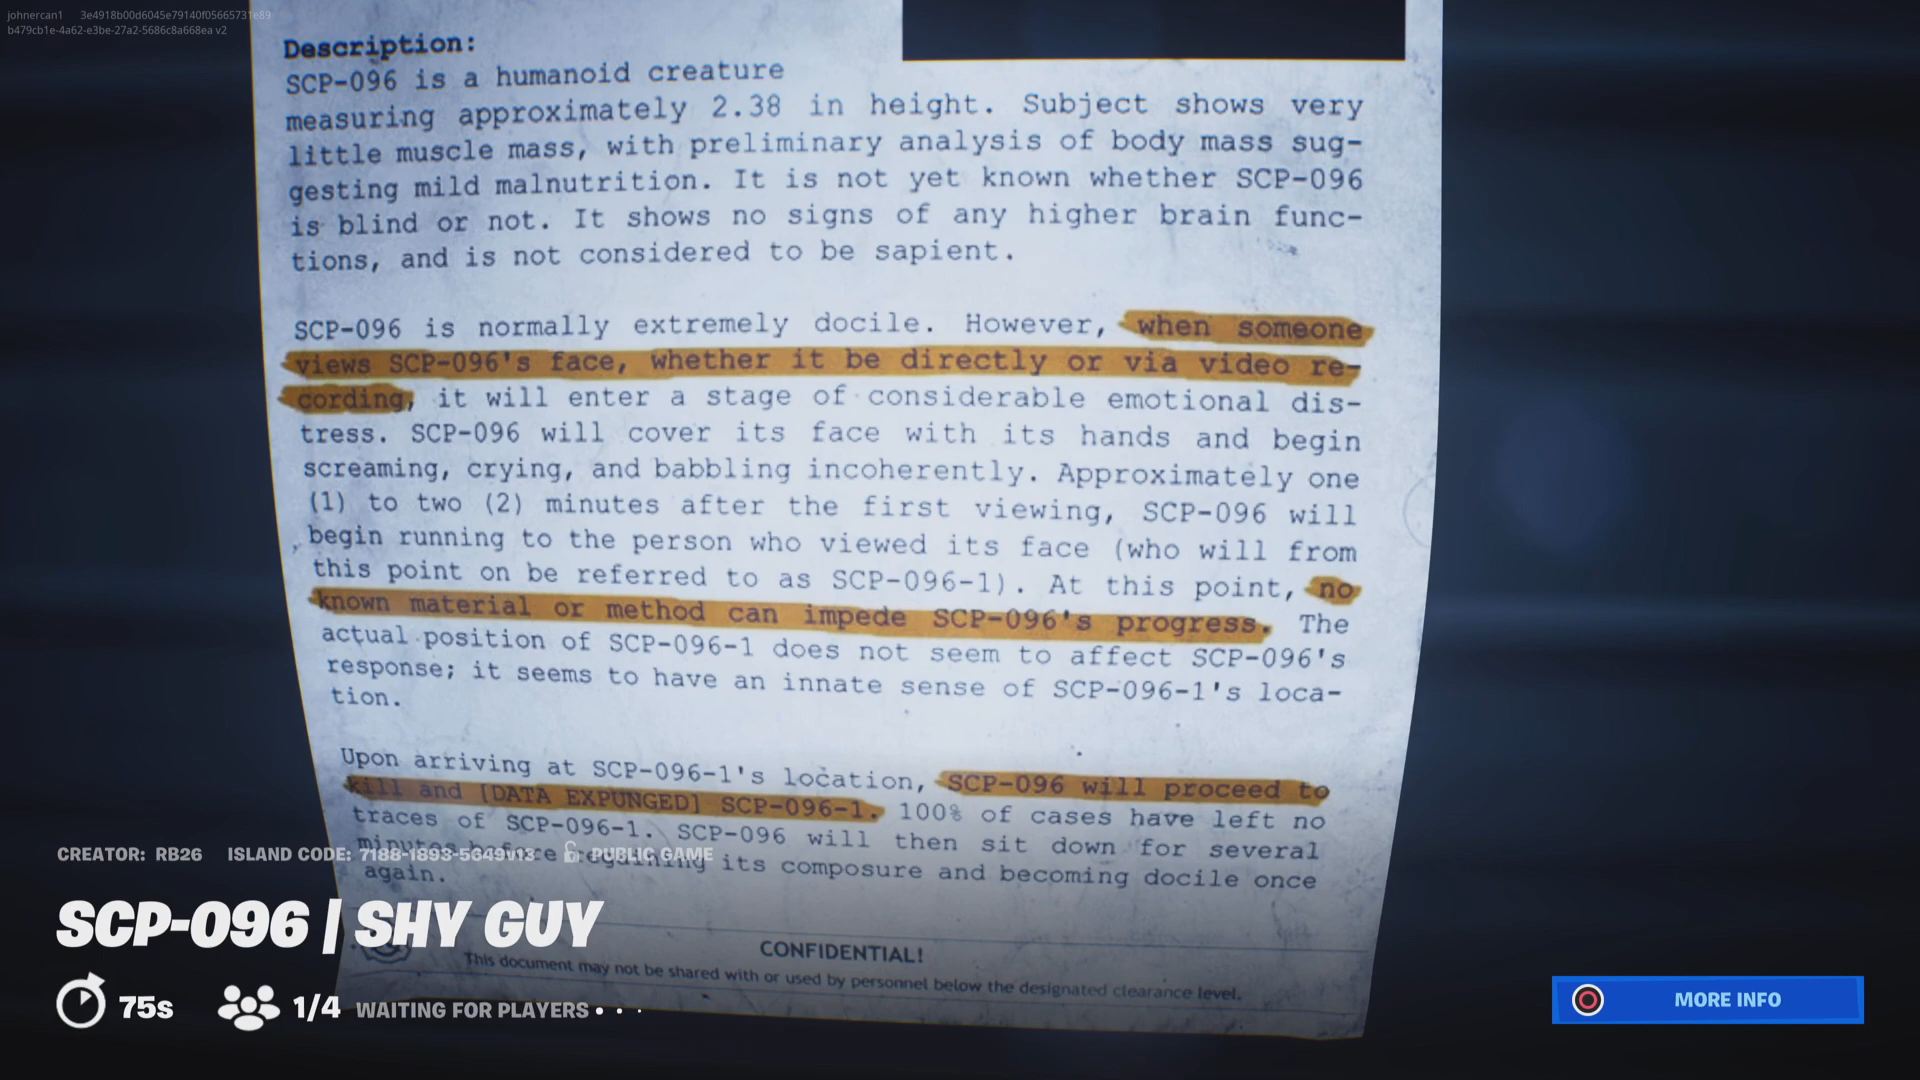 johnercan1 3e4918b00d6045e79140f05665731e89
b479cb1e-4a62-e3be-27a2-5686c8a668ea v2
Description:
SCP-096 is a humanoid creature
measuring approximately 2.38 in height. Subject shows very
little muscle mass, with preliminary analysis of body mass sug-
gesting mild malnutrition. It is not yet known whether SCP-096
is blind or not. It shows no signs of any higher brain func-
tions, and is not considered to be sapient.
SCP-096 is normally extremely docile. However, when someone
views SCP-096's face, whether it be directly or via video re-
cording, it will enter a stage of considerable emotional dis-
tress. SCP-096 will cover its face with its hands and begin
screaming, crying, and babbling incoherently. Approximately one
(1) to two (2) minutes after the first viewing, SCP-096 will
begin running to the person who viewed its face (who will from
this point on be referred to as SCP-096-1). At this point, no
known material or method can impede SCP-096's progress. The
actual position of SCP-096-1 does not seem to affect SCP-096's
response; it seems to have an innate sense of SCP-096-1's loca-
tion.
Upon arriving at SCP-096-1's location, SCP-096 will proceed to
kill and [DATA EXPUNGED] SCP-096-1. 100% of cases have left no
traces of SCP-096-1. SCP-096 will then sit down for several
minutes before regaining its composure and becoming docile once
again.
CONFIDENTIAL!
This document may not be shared with or used by personnel below the designated clearance level.
CREATOR: RB26 ISLAND CODE: 7188-1893-5649v13 PUBLIC GAME
SCP-096 | SHY GUY
75s 1/4 WAITING FOR PLAYERS • • •
MORE INFO